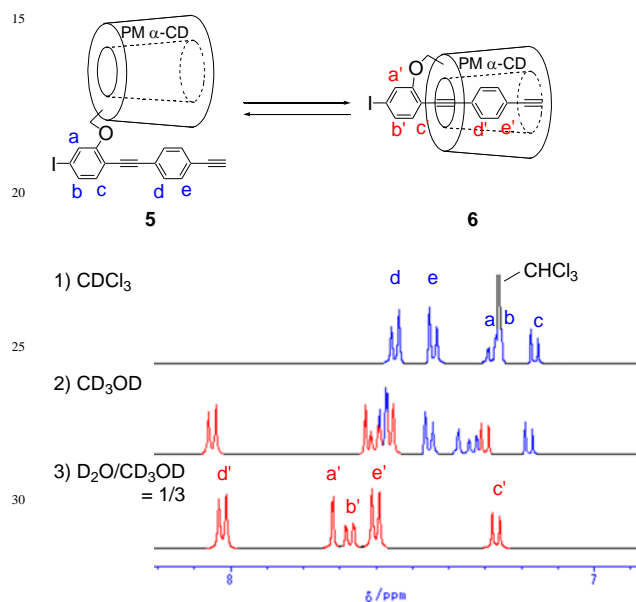 15
PM α-CD
O
a
I
b
c
d
e
5
PM α-CD
O
a'
I
b'
c'
d'
e'
6
20
1) CDCl3
d
e
CHCl3
a
b
c
25
2) CD3OD
3) D2O/CD3OD
= 1/3
d'
a'
b'
e'
c'
30
8
7
δ/ppm